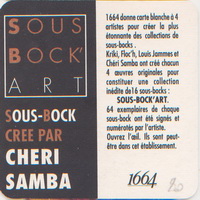 SOUS
BOCK'
ART
SOUS-BOCK
CREE PAR
CHERI
SAMBA
1664 donne carte blanche à 4
artistes pour créer la plus
étonnante des collections de
sous-bocks.
Kriki, Floc'h, Louis Jammes et
Chéri Samba ont créé chacun
4 œuvres originales pour
constituer une collection
inédite de 16 sous-bocks :
SOUS-BOCK'ART.
64 exemplaires de chaque
sous-bock ont été signés et
numérotés par l'artiste.
Ouvrez l'œil. Ils sont peut-
être dans cet établissement.
1664